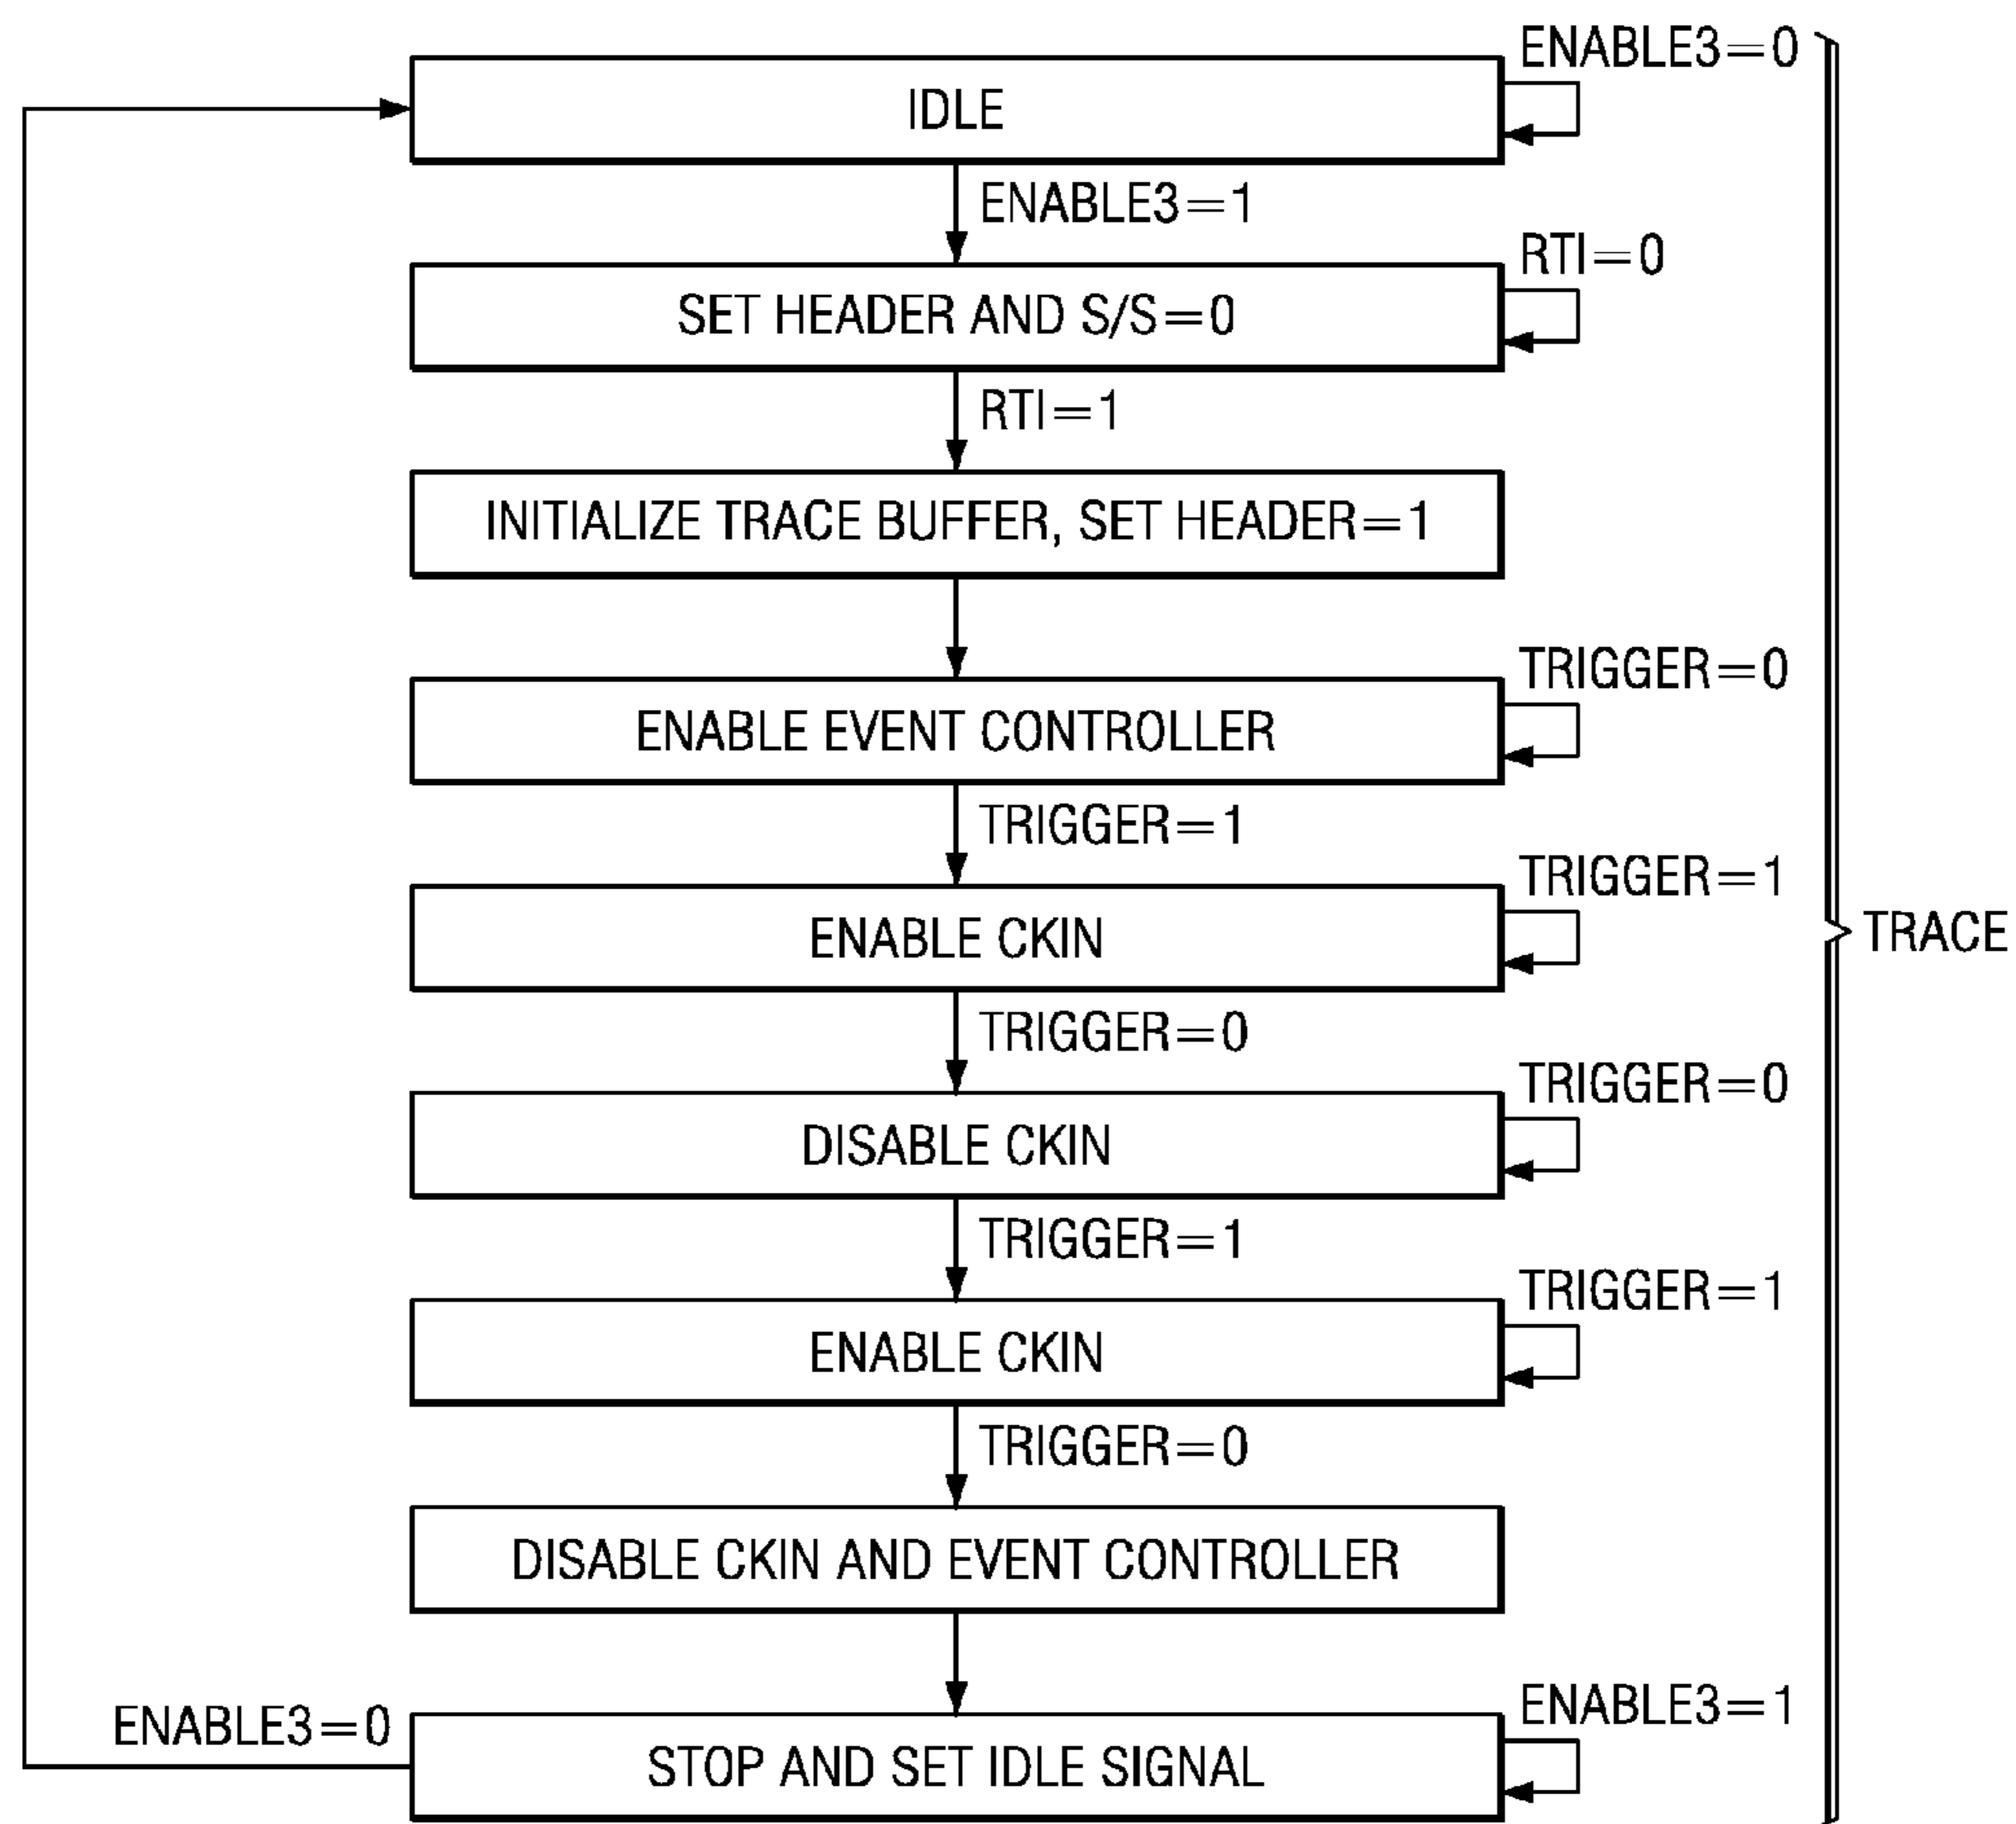 ENABLE3=0
IDLE
ENABLE3=1
RTI=0
SET HEADER AND S/S=0
RTI=1
INITIALIZE TRACE BUFFER, SET HEADER=1
TRIGGER=0
ENABLE EVENT CONTROLLER
TRIGGER=1
TRIGGER=1
ENABLE CKIN
TRACE
TRIGGER=0
TRIGGER=0
DISABLE CKIN
TRIGGER=1
TRIGGER=1
ENABLE CKIN
TRIGGER=0
DISABLE CKIN AND EVENT CONTROLLER
ENABLE3=1
ENABLE3=0
STOP AND SET IDLE SIGNAL